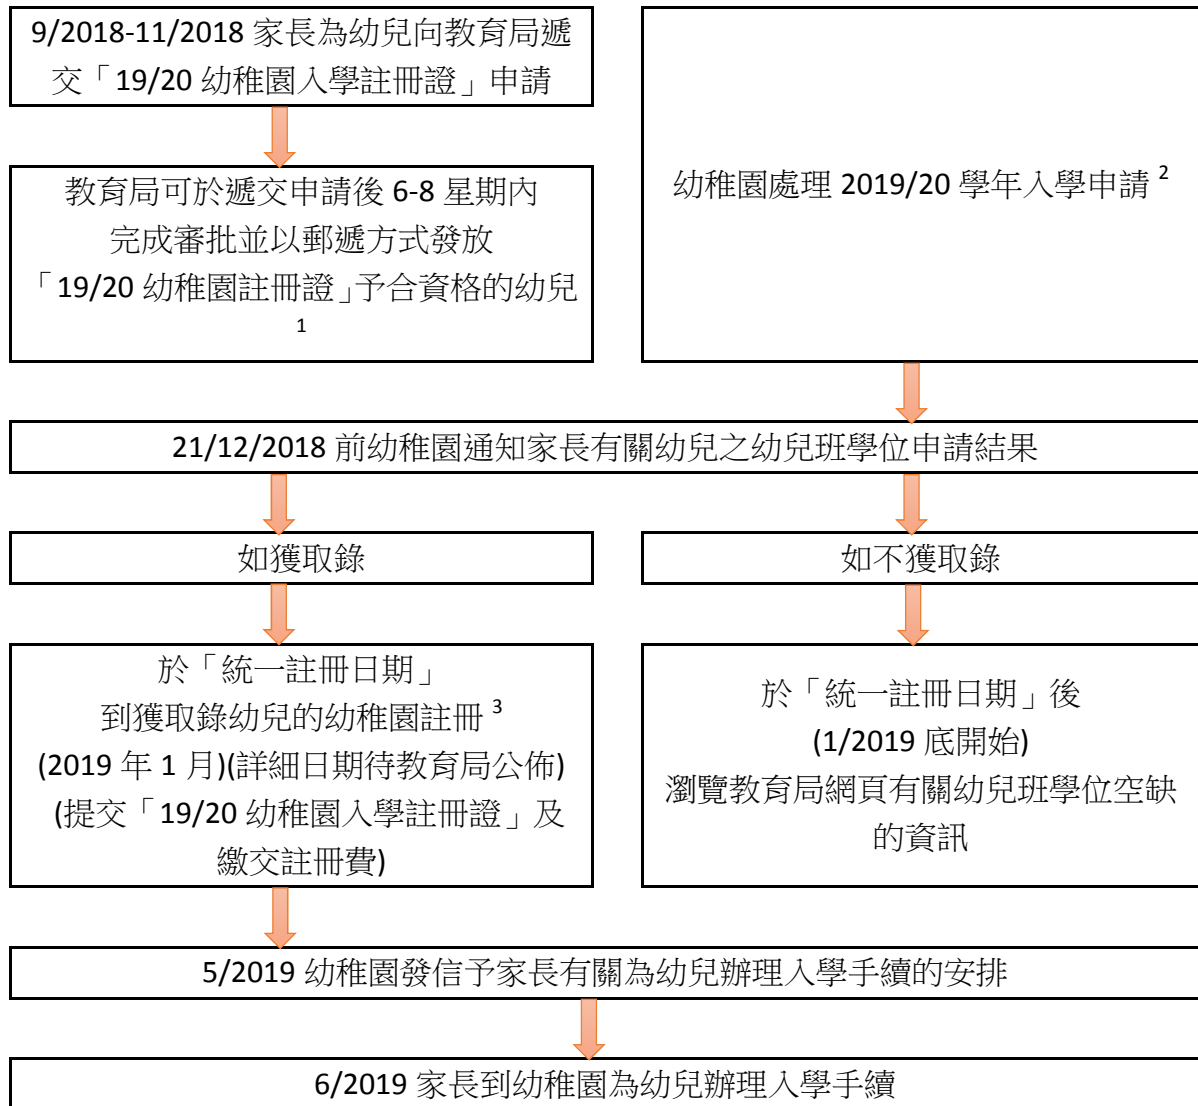 9/2018-11/2018 家長為幼兒向教育局遞
交「19/20 幼稚園入學註冊證」申請
教育局可於遞交申請後 6-8 星期內
完成審批並以郵遞方式發放
「19/20 幼稚園註冊證」予合資格的幼兒
1
幼稚園處理 2019/20 學年入學申請 2
21/12/2018 前幼稚園通知家長有關幼兒之幼兒班學位申請結果
如獲取錄
如不獲取錄
於「統一註冊日期」
到獲取錄幼兒的幼稚園註冊 3
(2019 年 1 月)(詳細日期待教育局公佈)
(提交「19/20 幼稚園入學註冊證」及
繳交註冊費)
於「統一註冊日期」後
(1/2019 底開始)
瀏覽教育局網頁有關幼兒班學位空缺
的資訊
5/2019 幼稚園發信予家長有關為幼兒辦理入學手續的安排
6/2019 家長到幼稚園為幼兒辦理入學手續